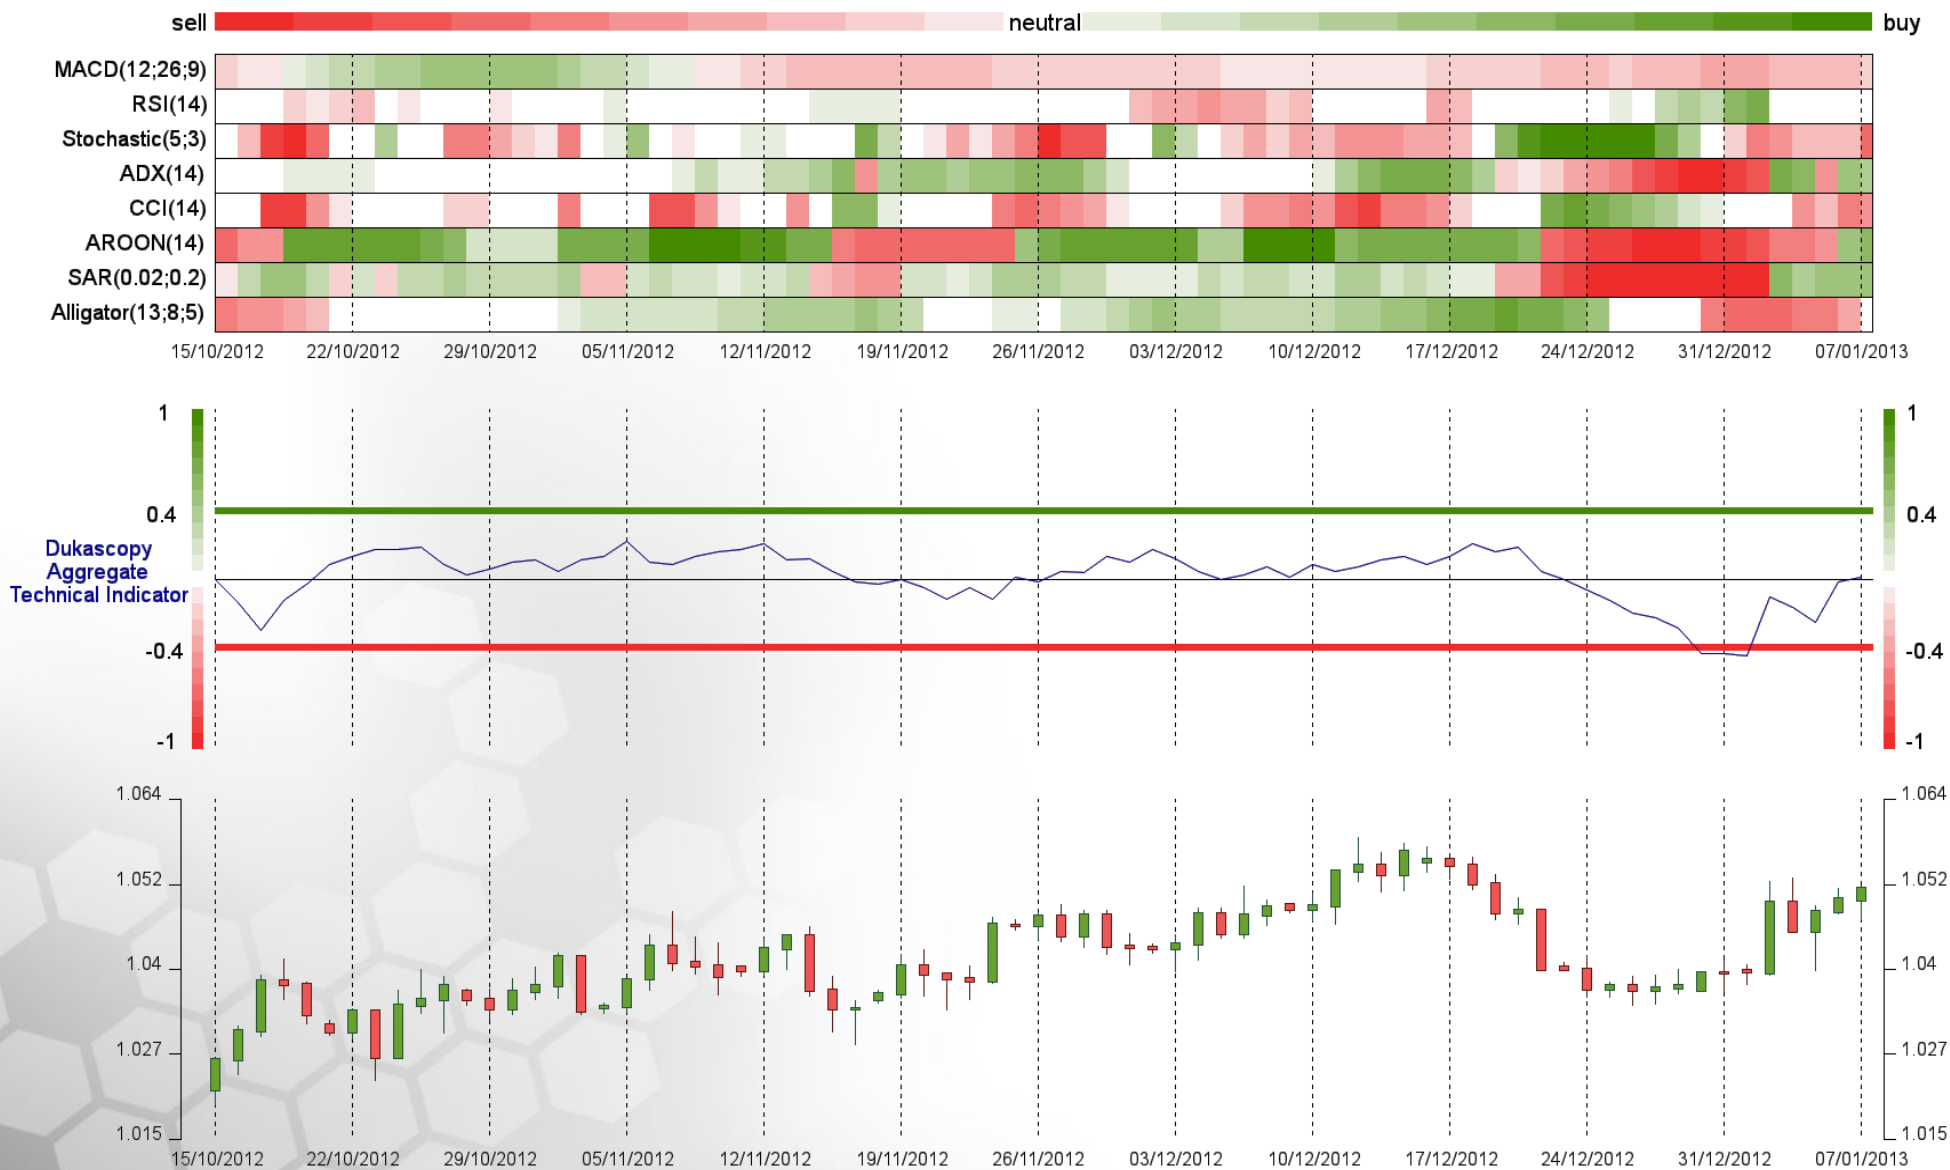 sell neutral buy
MACD(12;26;9)
RSI(14)
Stochastic(5;3)
ADX(14)
CCI(14)
AROON(14)
SAR(0.02;0.2)
Alligator(13;8;5)
15/10/2012 22/10/2012 29/10/2012 05/11/2012 12/11/2012 19/11/2012 26/11/2012 03/12/2012 10/12/2012 17/12/2012 24/12/2012 31/12/2012 07/01/2013
1 1
0.4 0.4
Dukascopy
Aggregate
Technical Indicator
-0.4 -0.4
-1 -1
1.064 1.064
1.052 1.052
1.04 1.04
1.027 1.027
1.015 1.015
15/10/2012 22/10/2012 29/10/2012 05/11/2012 12/11/2012 19/11/2012 26/11/2012 03/12/2012 10/12/2012 17/12/2012 24/12/2012 31/12/2012 07/01/2013